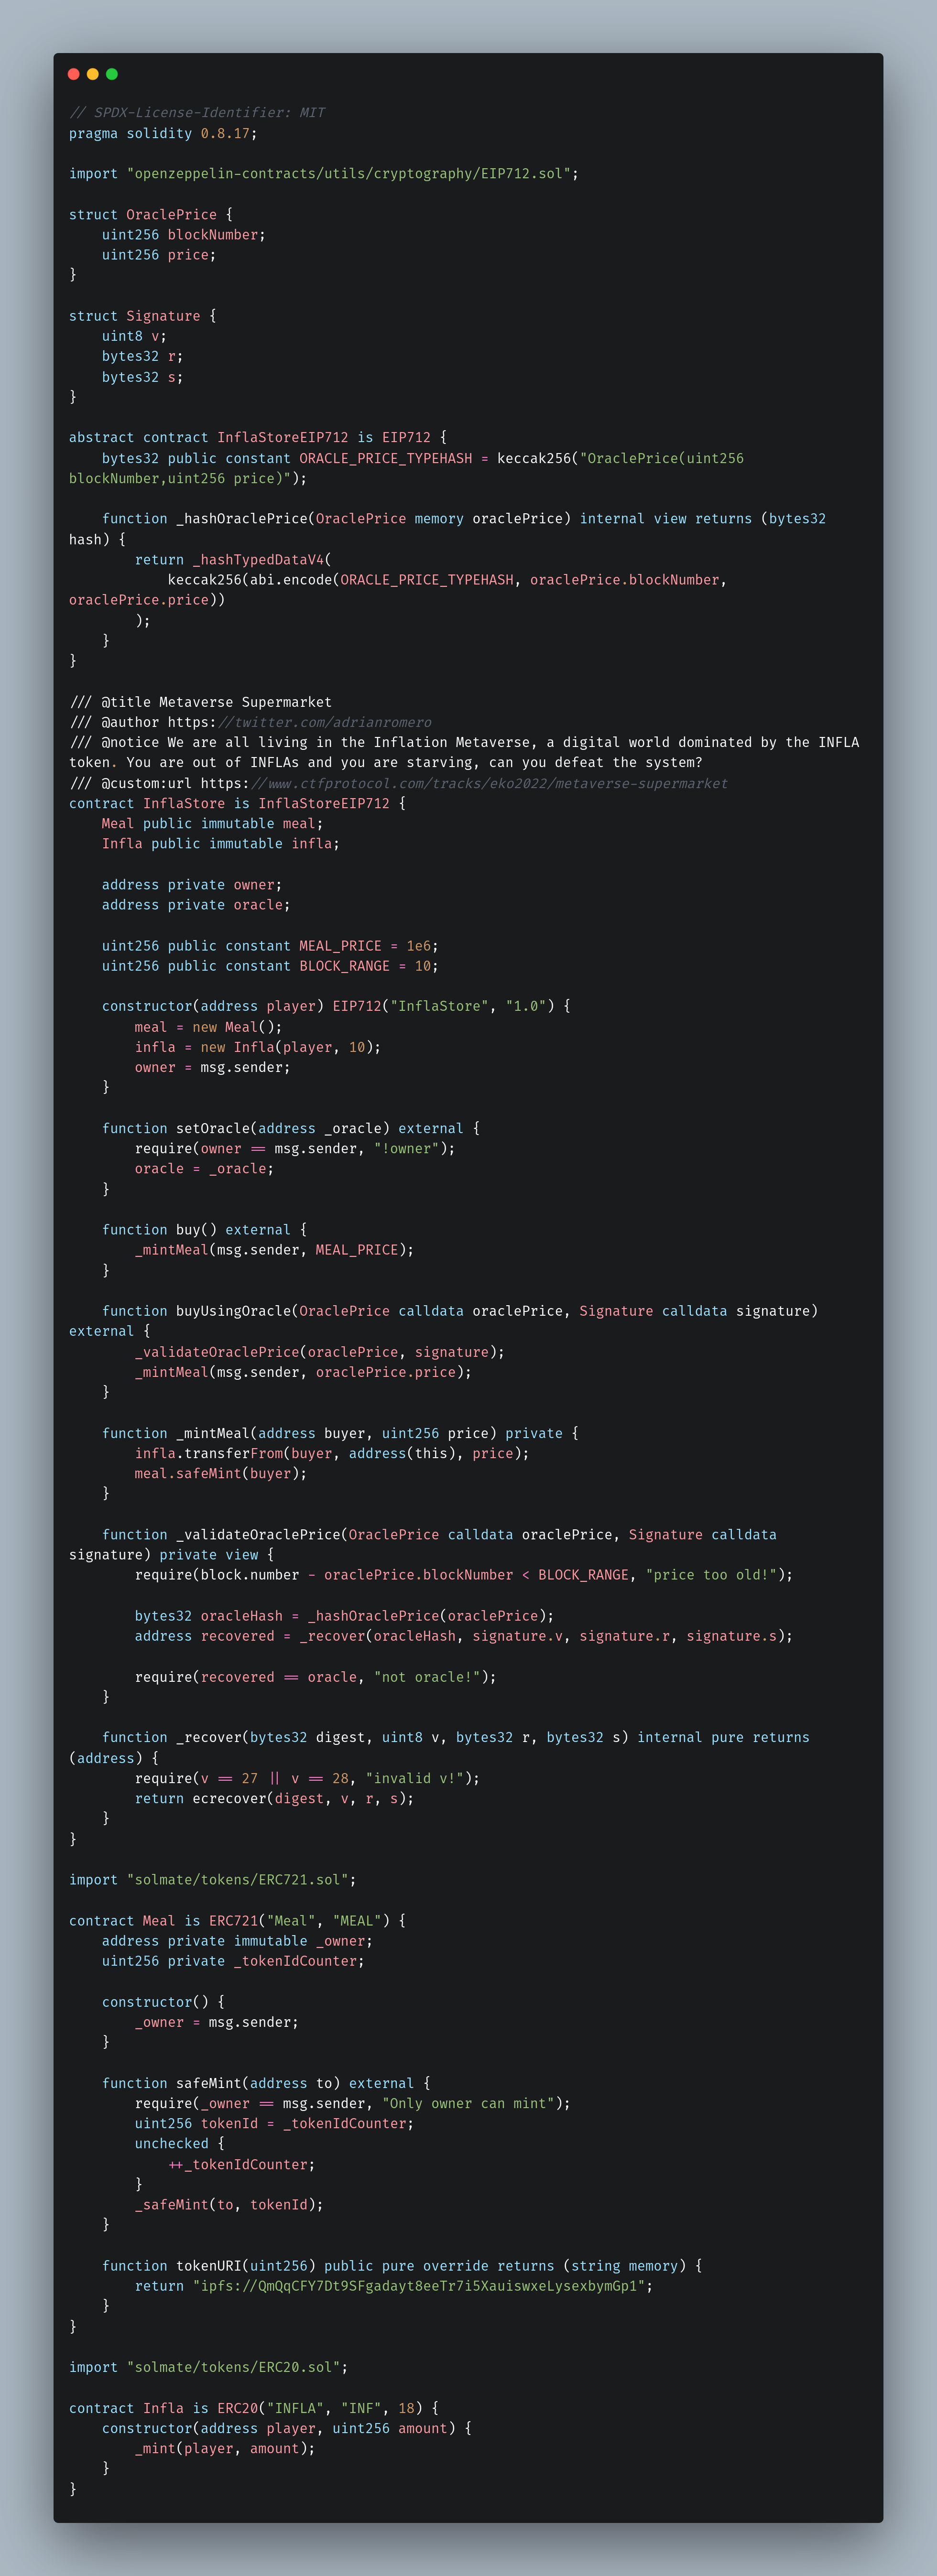 // SPDX-License-Identifier: MIT
pragma solidity 0.8.17;

import "openzeppelin-contracts/utils/cryptography/EIP712.sol";

struct OraclePrice {
    uint256 blockNumber;
    uint256 price;
}

struct Signature {
    uint8 v;
    bytes32 r;
    bytes32 s;
}

abstract contract InflaStoreEIP712 is EIP712 {
    bytes32 public constant ORACLE_PRICE_TYPEHASH = keccak256("OraclePrice(uint256
blockNumber,uint256 price)");

    function _hashOraclePrice(OraclePrice memory oraclePrice) internal view returns (bytes32
hash) {
        return _hashTypedDataV4(
            keccak256(abi.encode(ORACLE_PRICE_TYPEHASH, oraclePrice.blockNumber,
oraclePrice.price))
        );
    }
}

/// @title Metaverse Supermarket
/// @author https://twitter.com/adrianromero
/// @notice We are all living in the Inflation Metaverse, a digital world dominated by the INFLA
token. You are out of INFLAs and you are starving, can you defeat the system?
/// @custom:url https://www.ctfprotocol.com/tracks/eko2022/metaverse-supermarket
contract InflaStore is InflaStoreEIP712 {
    Meal public immutable meal;
    Infla public immutable infla;

    address private owner;
    address private oracle;

    uint256 public constant MEAL_PRICE = 1e6;
    uint256 public constant BLOCK_RANGE = 10;

    constructor(address player) EIP712("InflaStore", "1.0") {
        meal = new Meal();
        infla = new Infla(player, 10);
        owner = msg.sender;
    }

    function setOracle(address _oracle) external {
        require(owner == msg.sender, "!owner");
        oracle = _oracle;
    }

    function buy() external {
        _mintMeal(msg.sender, MEAL_PRICE);
    }

    function buyUsingOracle(OraclePrice calldata oraclePrice, Signature calldata signature)
external {
        _validateOraclePrice(oraclePrice, signature);
        _mintMeal(msg.sender, oraclePrice.price);
    }

    function _mintMeal(address buyer, uint256 price) private {
        infla.transferFrom(buyer, address(this), price);
        meal.safeMint(buyer);
    }

    function _validateOraclePrice(OraclePrice calldata oraclePrice, Signature calldata
signature) private view {
        require(block.number - oraclePrice.blockNumber < BLOCK_RANGE, "price too old!");

        bytes32 oracleHash = _hashOraclePrice(oraclePrice);
        address recovered = _recover(oracleHash, signature.v, signature.r, signature.s);

        require(recovered == oracle, "not oracle!");
    }

    function _recover(bytes32 digest, uint8 v, bytes32 r, bytes32 s) internal pure returns
(address) {
        require(v == 27 || v == 28, "invalid v!");
        return ecrecover(digest, v, r, s);
    }
}

import "solmate/tokens/ERC721.sol";

contract Meal is ERC721("Meal", "MEAL") {
    address private immutable _owner;
    uint256 private _tokenIdCounter;

    constructor() {
        _owner = msg.sender;
    }

    function safeMint(address to) external {
        require(_owner == msg.sender, "Only owner can mint");
        uint256 tokenId = _tokenIdCounter;
        unchecked {
            ++_tokenIdCounter;
        }
        _safeMint(to, tokenId);
    }

    function tokenURI(uint256) public pure override returns (string memory) {
        return "ipfs://QmQqCFY7Dt9SFgadayt8eeTr7i5XauiswxeLysexbymGp1";
    }
}

import "solmate/tokens/ERC20.sol";

contract Infla is ERC20("INFLA", "INF", 18) {
    constructor(address player, uint256 amount) {
        _mint(player, amount);
    }
}